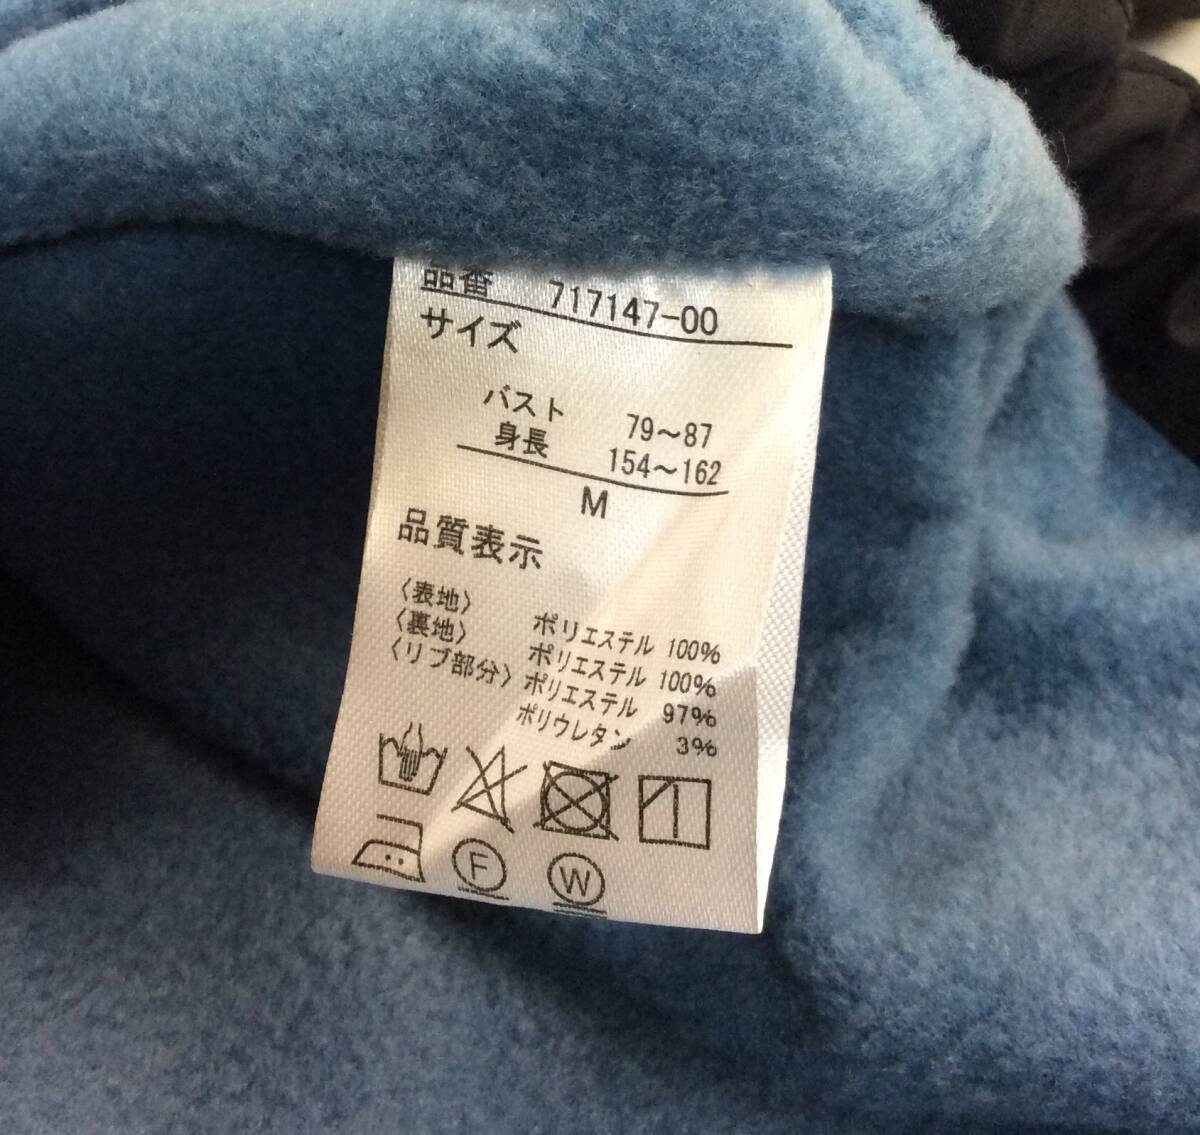 品番 717147-00
サイズ
バスト 79～87
身長 154～162
M
品質表示
〈表地〉 ポリエステル 100%
〈裏地〉 ポリエステル 100%
〈リブ部分〉 ポリエステル 97%
ポリウレタン 3%
F W